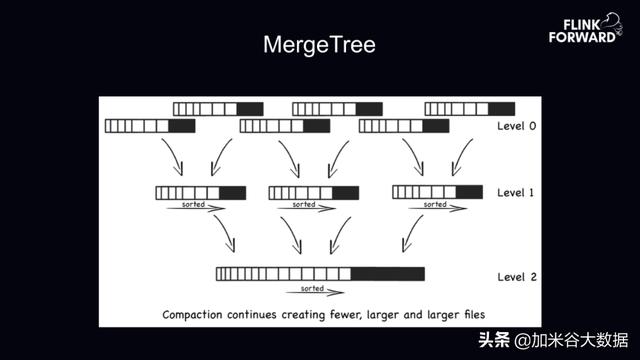 FLINK
FORWARD
MergeTree
Level 0
sorted
sorted
sorted
Level 1
sorted
Level 2
Compaction continues creating fewer, larger and larger files
头条 @加米谷大数据